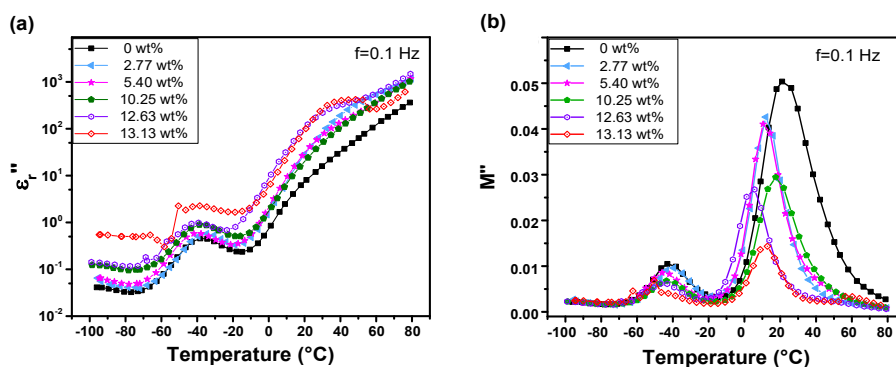 (a)
εr''
10³
10²
10¹
10⁰
10⁻¹
10⁻²
0 wt%
2.77 wt%
5.40 wt%
10.25 wt%
12.63 wt%
13.13 wt%
f=0.1 Hz
-100 -80 -60 -40 -20 0 20 40 60 80
Temperature (°C)
(b)
M''
0.05
0.04
0.03
0.02
0.01
0.00
0 wt%
2.77 wt%
5.40 wt%
10.25 wt%
12.63 wt%
13.13 wt%
f=0.1 Hz
-100 -80 -60 -40 -20 0 20 40 60 80
Temperature (°C)